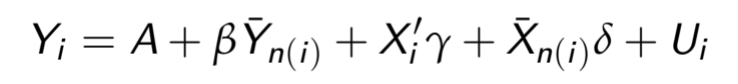 Yᵢ = A + βȲₙ₍ᵢ₎ + Xᵢ′γ + X̄ₙ₍ᵢ₎δ + Uᵢ